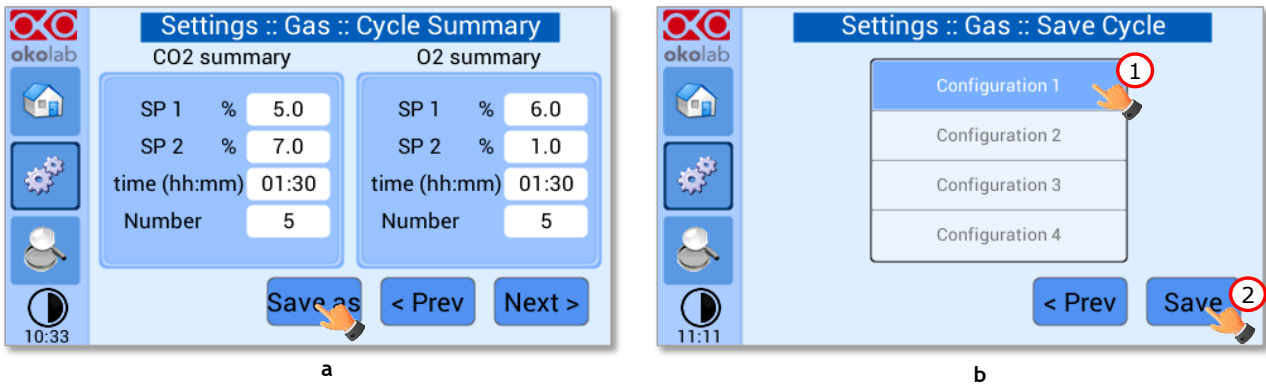 Settings :: Gas :: Cycle Summary
okolab
CO2 summary
O2 summary
SP 1 % 5.0
SP 2 % 7.0
time (hh:mm) 01:30
Number 5
SP 1 % 6.0
SP 2 % 1.0
time (hh:mm) 01:30
Number 5
Save as
< Prev
Next >
10:33
a
Settings :: Gas :: Save Cycle
okolab
Configuration 1
1
Configuration 2
Configuration 3
Configuration 4
< Prev
Save
2
11:11
b